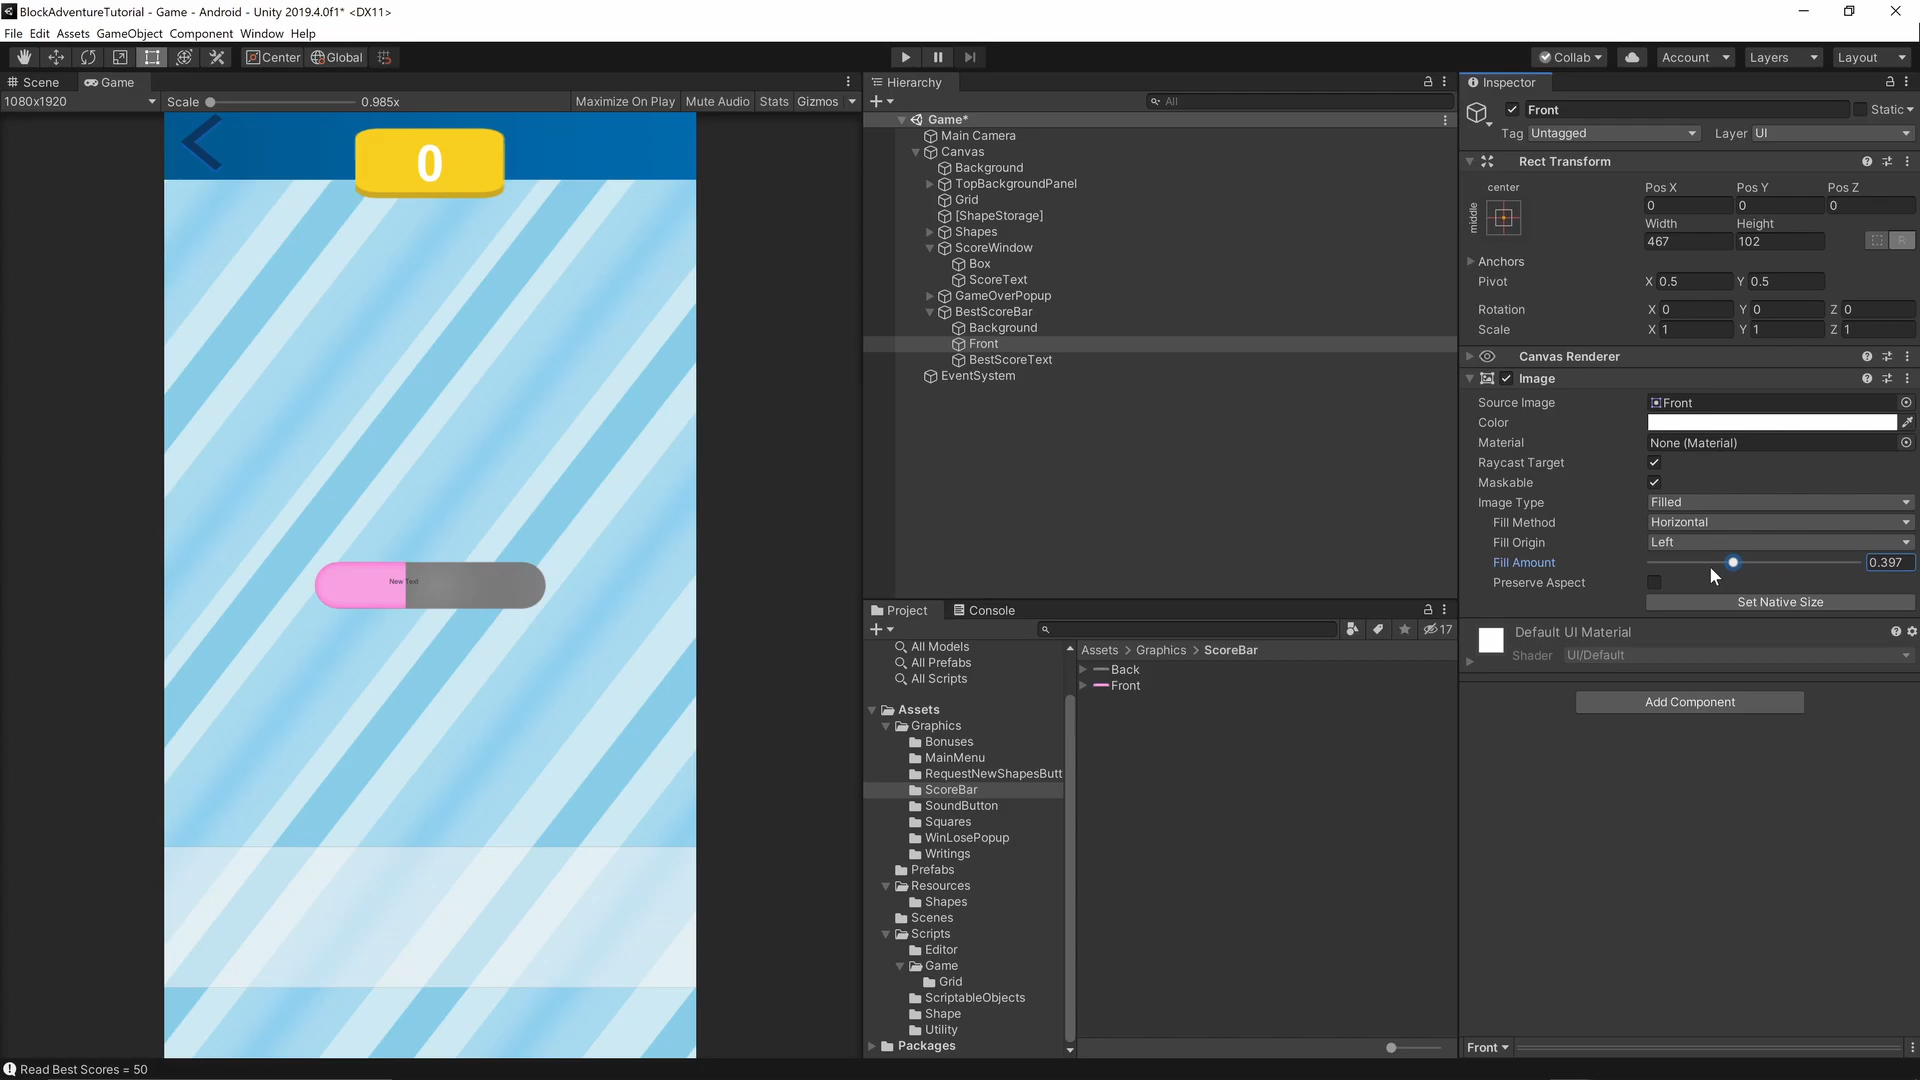 BlockAdventureTutorial - Game - Android - Unity 2019.4.0f1* <DX11>
File Edit Assets GameObject Component Window Help
Center Global Collab Account Layers Layout
Scene Game
1080x1920 Scale 0.985x Maximize On Play Mute Audio Stats Gizmos
0
New Text
Hierarchy
All
Game*
Main Camera
Canvas
Background
TopBackgroundPanel
Grid
[ShapeStorage]
Shapes
ScoreWindow
Box
ScoreText
GameOverPopup
BestScoreBar
Background
Front
BestScoreText
EventSystem
Project Console
17
All Models
All Prefabs
All Scripts
Assets
Graphics
Bonuses
MainMenu
RequestNewShapesButt
ScoreBar
SoundButton
Squares
WinLosePopup
Writings
Prefabs
Resources
Shapes
Scenes
Scripts
Editor
Game
Grid
ScriptableObjects
Shape
Utility
Packages
Assets > Graphics > ScoreBar
Back
Front
Inspector
Front Static
Tag Untagged Layer UI
Rect Transform
center
middle
Pos X Pos Y Pos Z
0 0 0
Width Height
467 102
R
Anchors
Pivot X 0.5 Y 0.5
Rotation X 0 Y 0 Z 0
Scale X 1 Y 1 Z 1
Canvas Renderer
Image
Source Image Front
Color
Material None (Material)
Raycast Target
Maskable
Image Type Filled
Fill Method Horizontal
Fill Origin Left
Fill Amount 0.397
Preserve Aspect
Set Native Size
Default UI Material
Shader UI/Default
Add Component
Front
Read Best Scores = 50